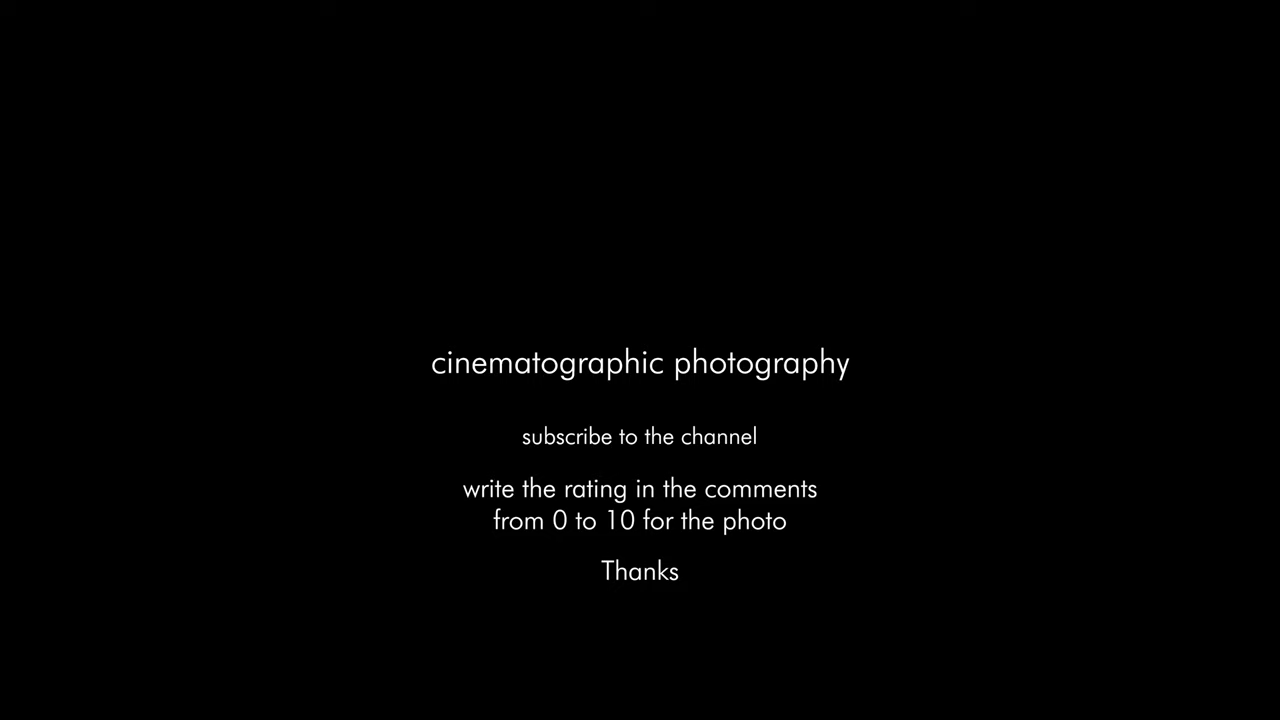 cinematographic photography
subscribe to the channel
write the rating in the comments
from 0 to 10 for the photo
Thanks